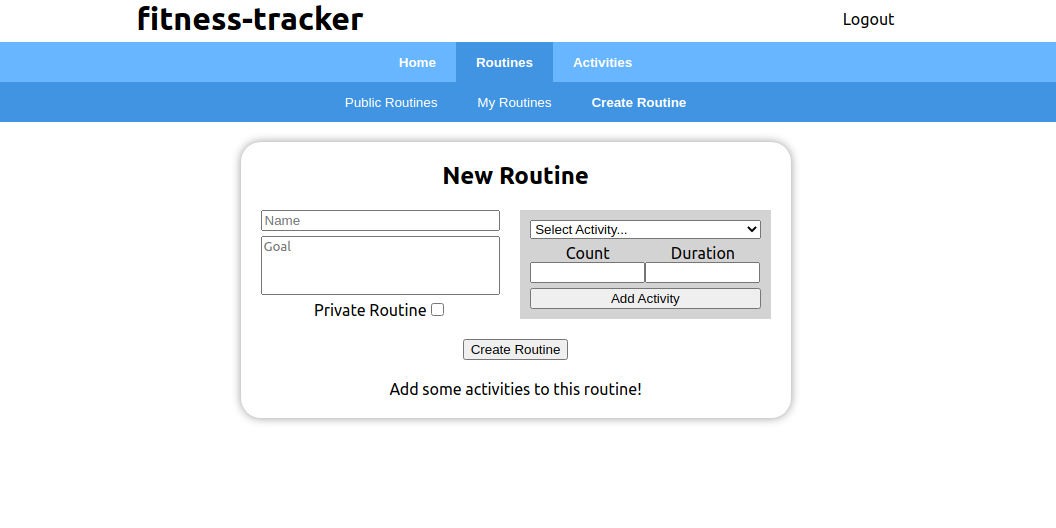 fitness-tracker
Logout
Home Routines Activities
Public Routines My Routines Create Routine
New Routine
Name
Goal
Private Routine
Select Activity...
Count Duration
Add Activity
Create Routine
Add some activities to this routine!